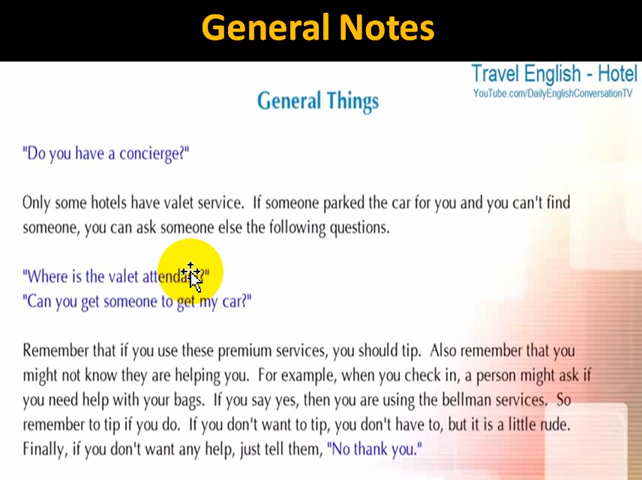 General Notes
Travel English - Hotel
YouTube.com/DailyEnglishConversationTV
General Things
"Do you have a concierge?"
Only some hotels have valet service. If someone parked the car for you and you can't find
someone, you can ask someone else the following questions.
"Where is the valet attendant?"
"Can you get someone to get my car?"
Remember that if you use these premium services, you should tip. Also remember that you
might not know they are helping you. For example, when you check in, a person might ask if
you need help with your bags. If you say yes, then you are using the bellman services. So
remember to tip if you do. If you don't want to tip, you don't have to, but it is a little rude.
Finally, if you don't want any help, just tell them, "No thank you."